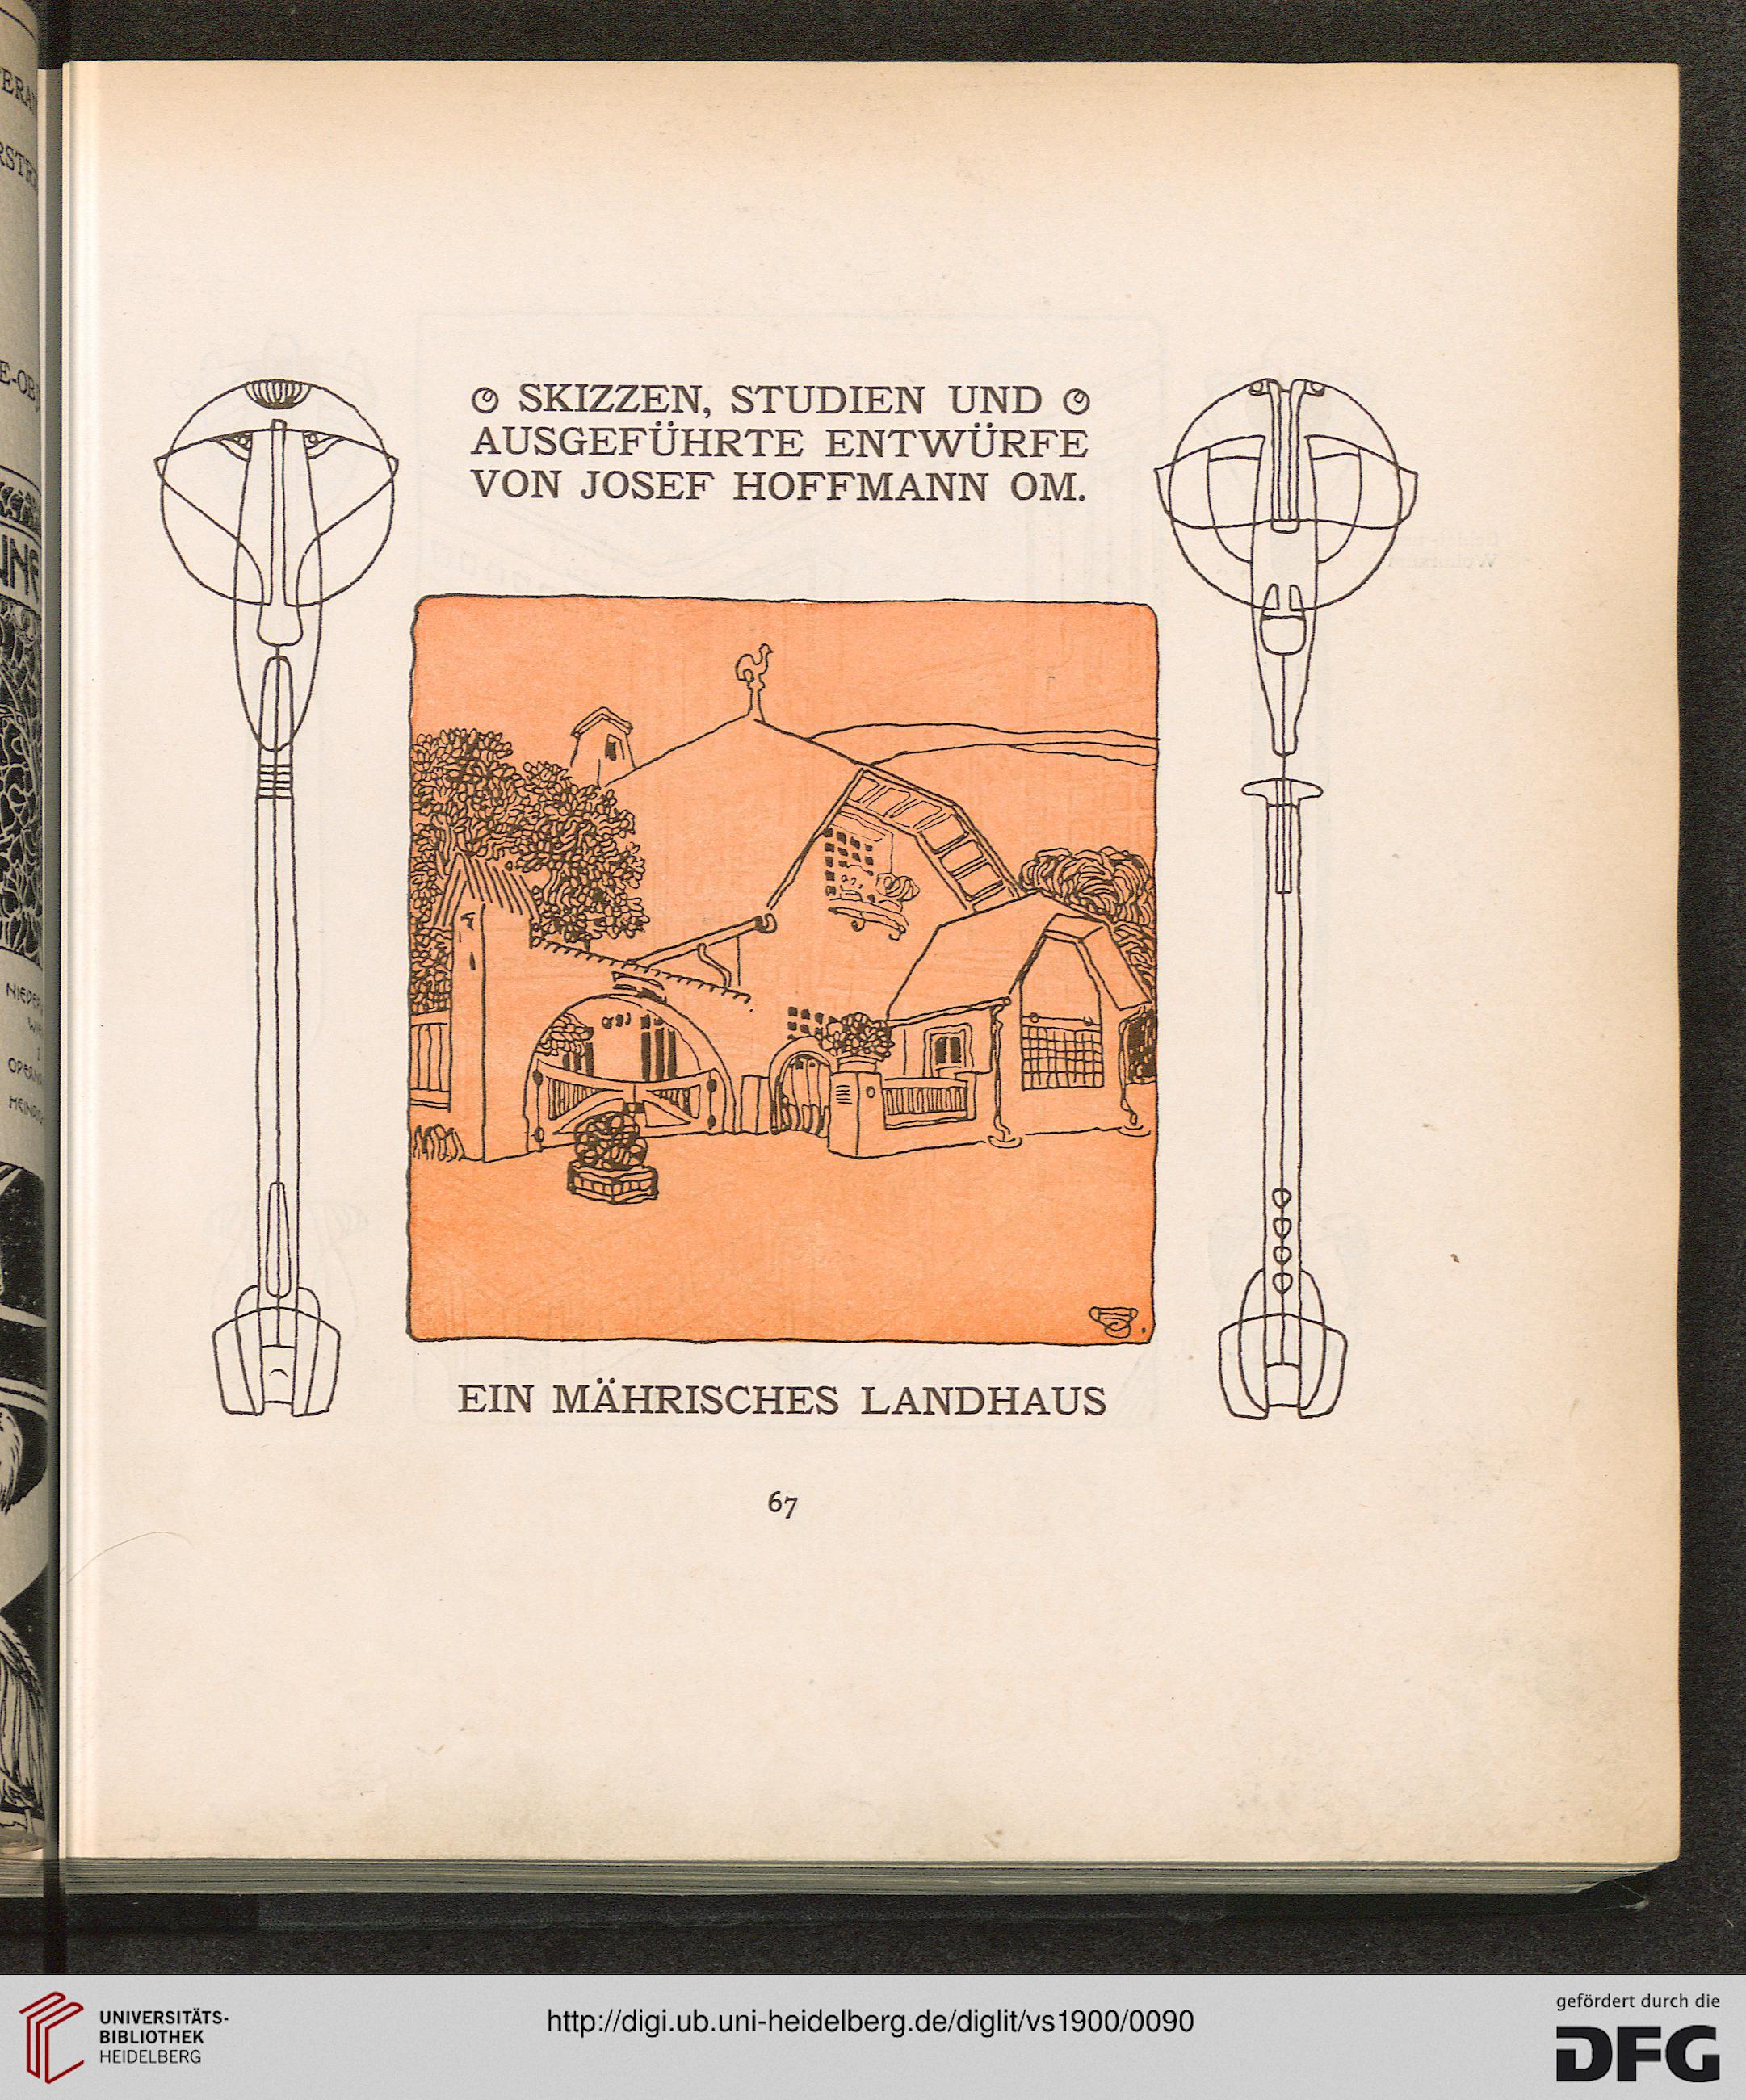 SKIZZEN, STUDIEN UND
AUSGEFÜHRTE ENTWÜRFE
VON JOSEF HOFFMANN OM.
EIN MÄHRISCHES LANDHAUS
67
UNIVERSITÄTS-
BIBLIOTHEK
HEIDELBERG
http://digi.ub.uni-heidelberg.de/diglit/vs1900/0090
gefördert durch die
DFG